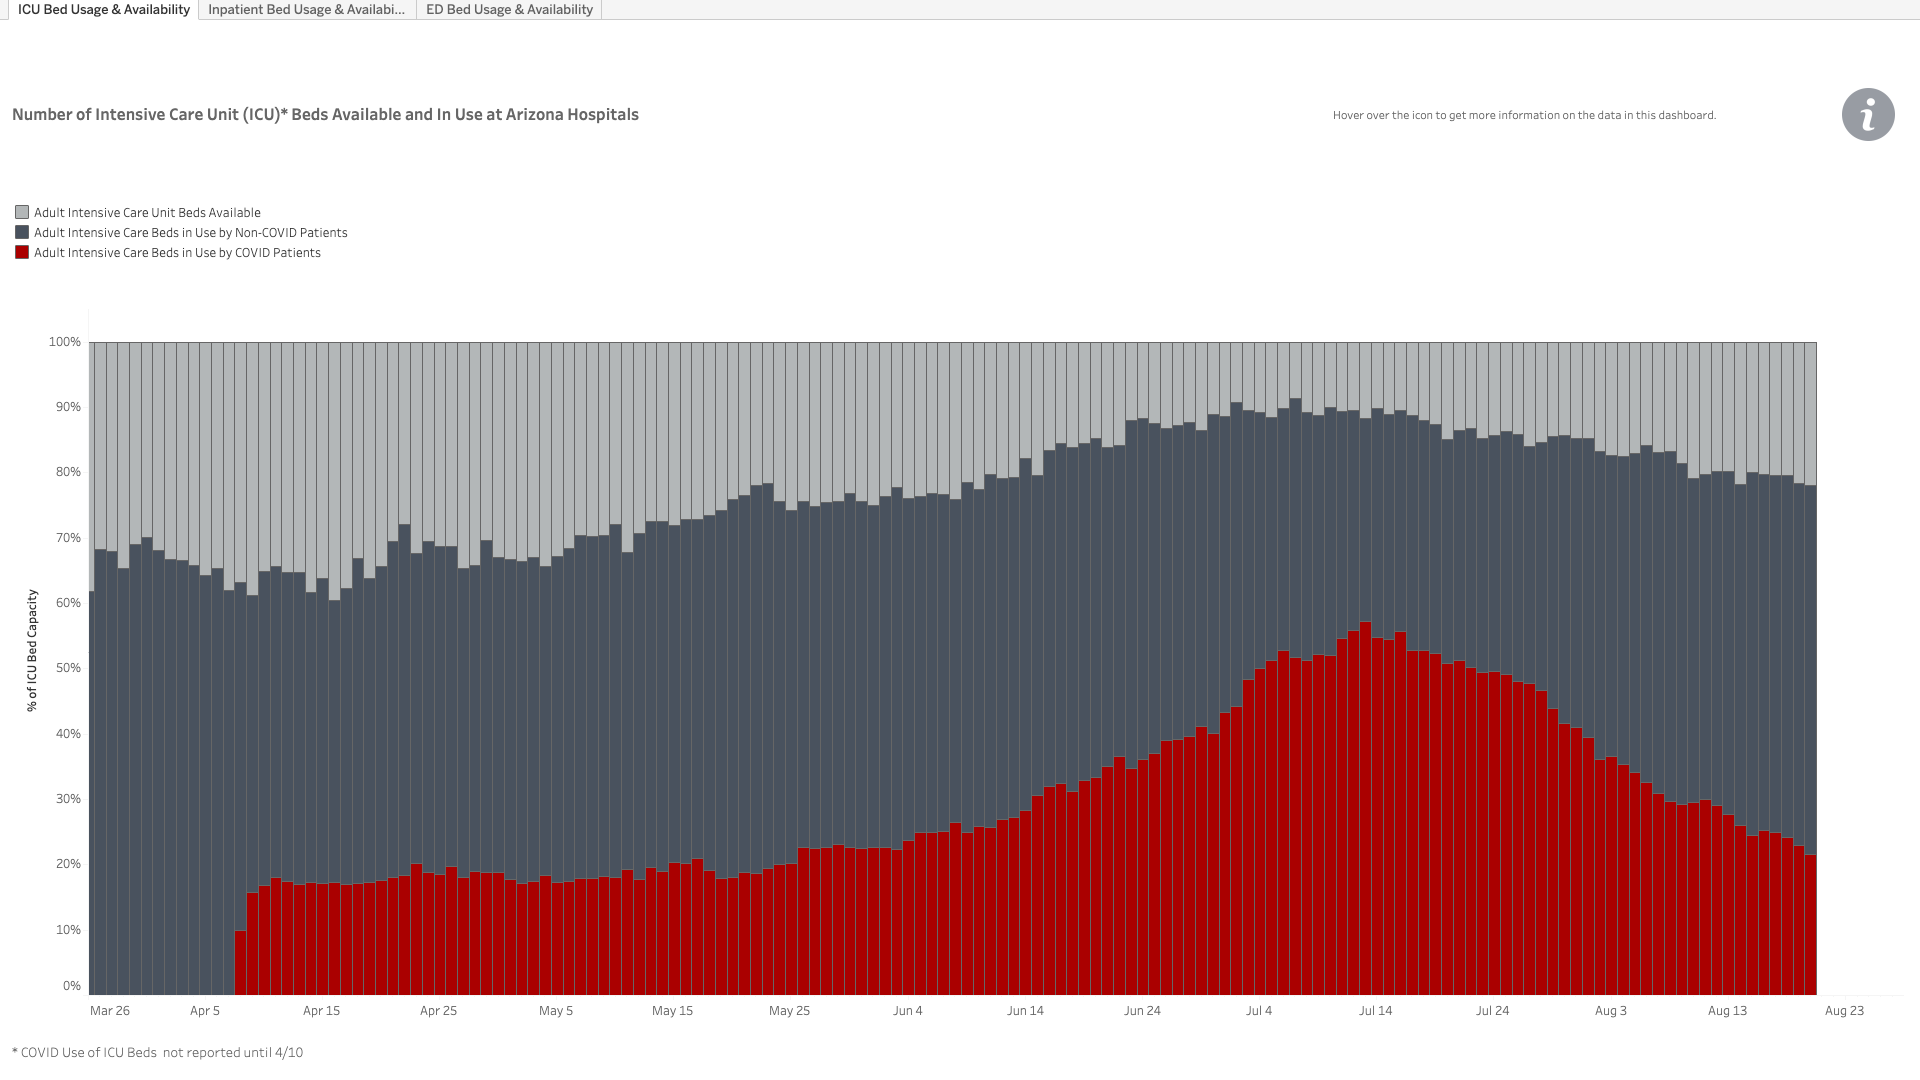 ICU Bed Usage & Availability
Inpatient Bed Usage & Availabi...
ED Bed Usage & Availability
Number of Intensive Care Unit (ICU)* Beds Available and In Use at Arizona Hospitals
Hover over the icon to get more information on the data in this dashboard.
i
Adult Intensive Care Unit Beds Available
Adult Intensive Care Beds in Use by Non-COVID Patients
Adult Intensive Care Beds in Use by COVID Patients
% of ICU Bed Capacity
100%
90%
80%
70%
60%
50%
40%
30%
20%
10%
0%
Mar 26 Apr 5 Apr 15 Apr 25 May 5 May 15 May 25 Jun 4 Jun 14 Jun 24 Jul 4 Jul 14 Jul 24 Aug 3 Aug 13 Aug 23
* COVID Use of ICU Beds  not reported until 4/10